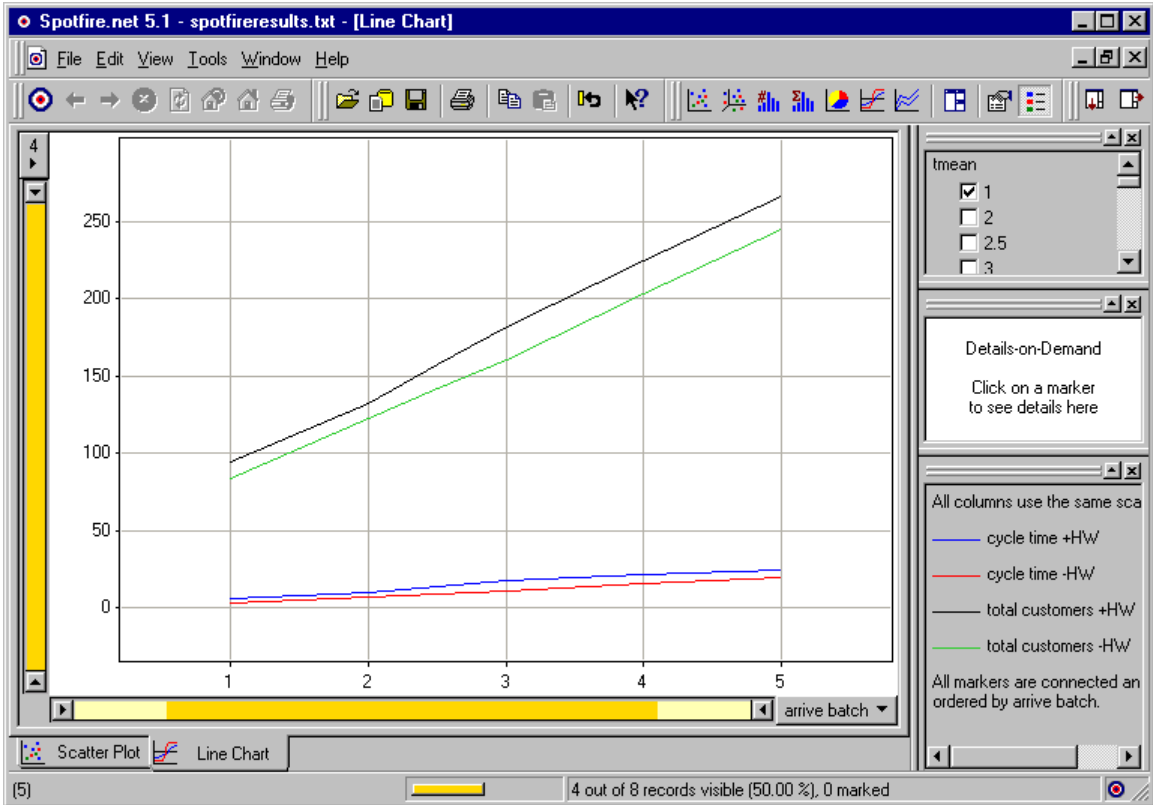 Spotfire.net 5.1 - spotfireresults.txt - [Line Chart]
File Edit View Tools Window Help
4
250
200
150
100
50
0
1 2 3 4 5
arrive batch
tmean
1
2
2.5
3
Details-on-Demand
Click on a marker
to see details here
All columns use the same sca
cycle time +HW
cycle time -HW
total customers +HW
total customers -HW
All markers are connected an
ordered by arrive batch.
Scatter Plot Line Chart
(5) 4 out of 8 records visible (50.00 %), 0 marked